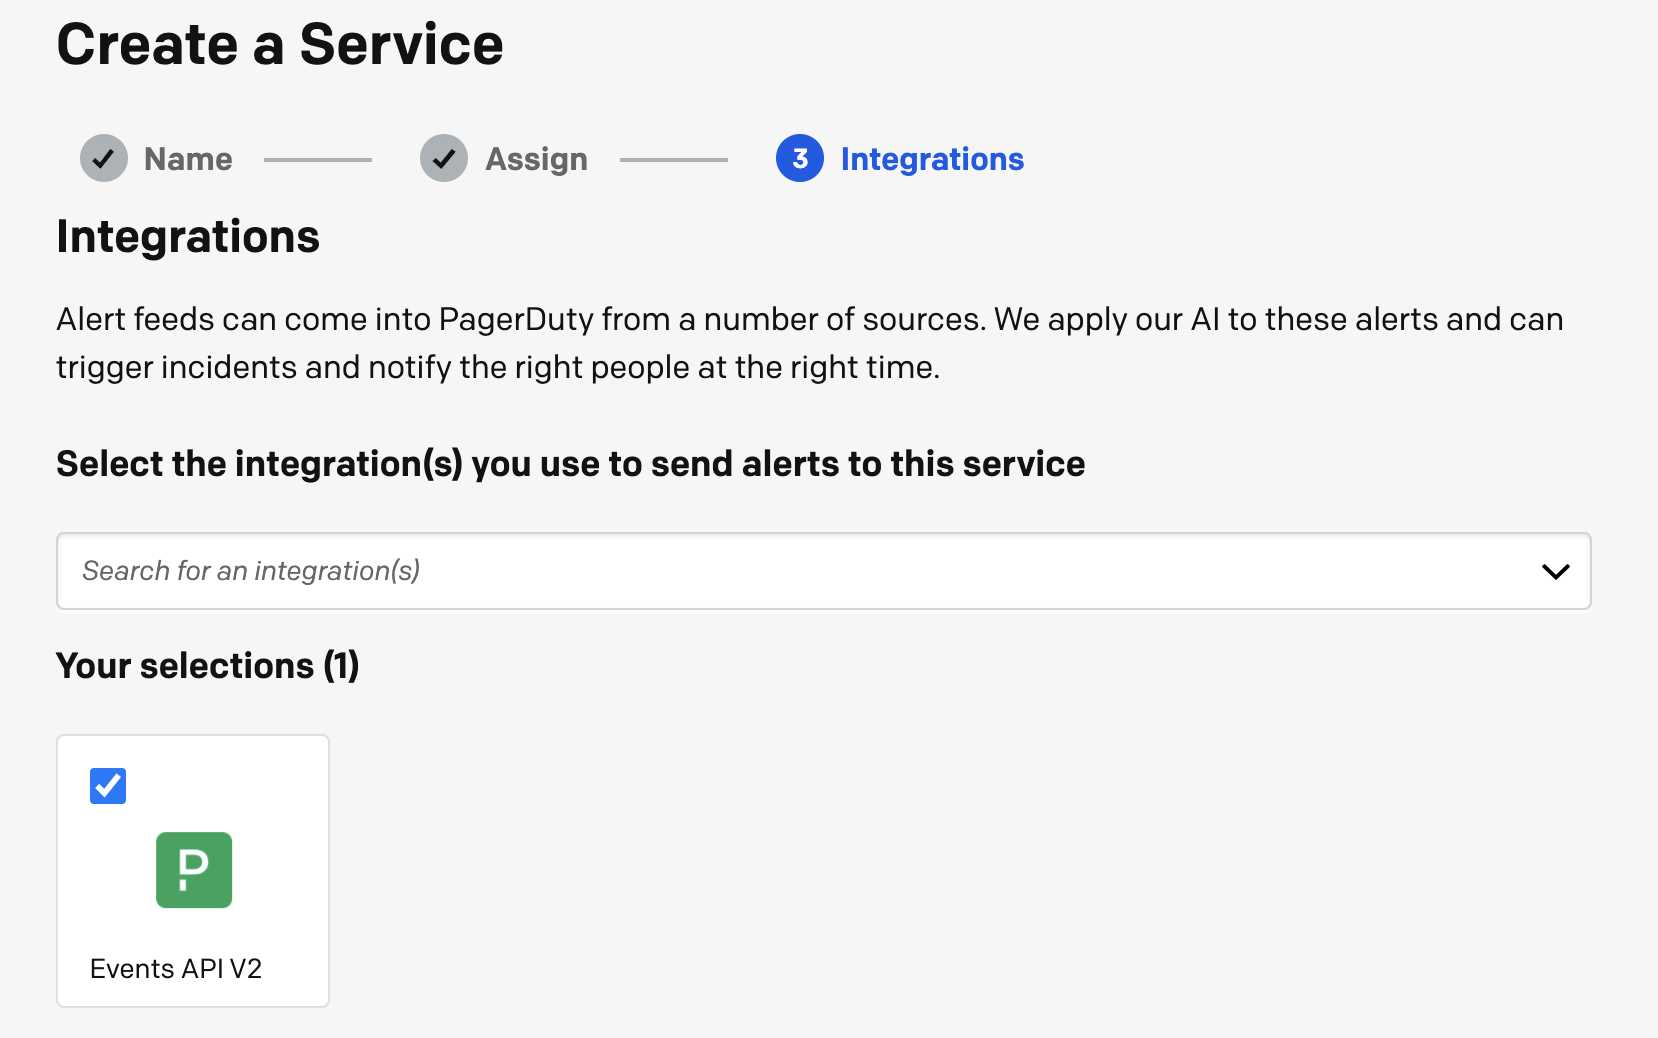 Create a Service
Name
Assign
3 Integrations
Integrations
Alert feeds can come into PagerDuty from a number of sources. We apply our AI to these alerts and can
trigger incidents and notify the right people at the right time.
Select the integration(s) you use to send alerts to this service
Search for an integration(s)
Your selections (1)
P
Events API V2